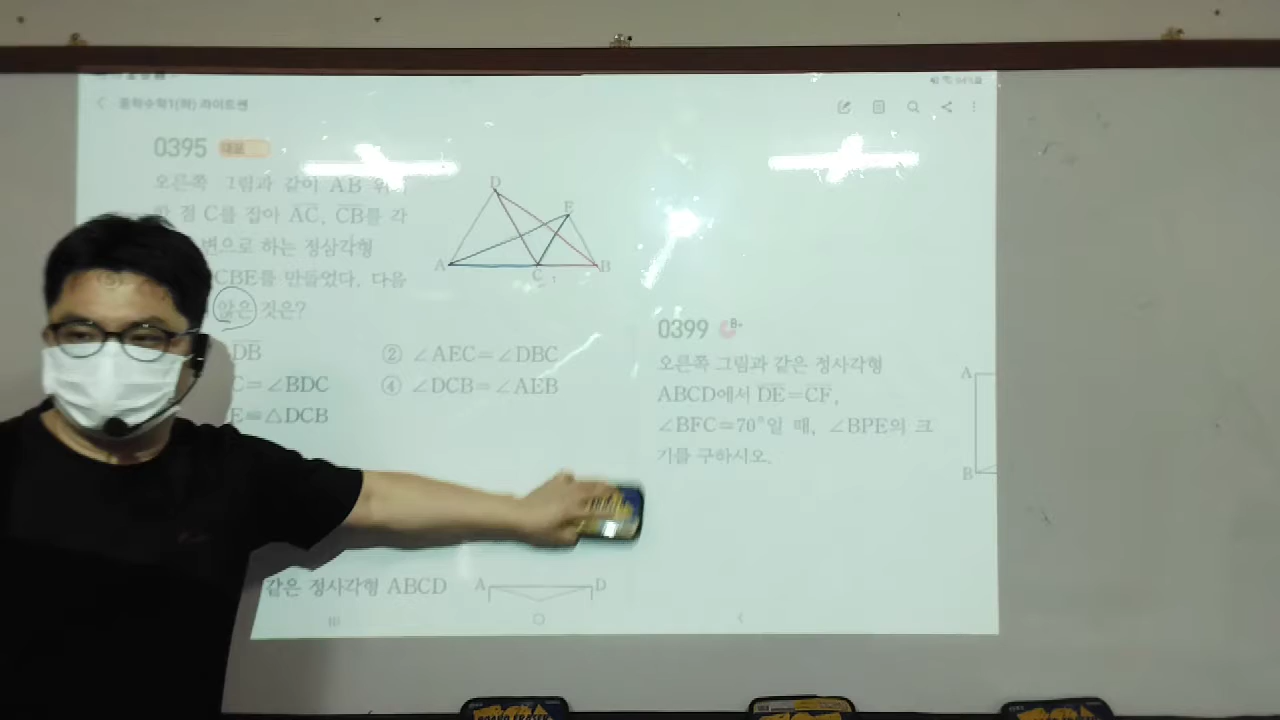 중학수학1(하) 라이트쎈
0395 대표
오른쪽 그림과 같이 AB 위
한 점 C를 잡아 AC, CB를 각
변으로 하는 정삼각형
CBE를 만들었다. 다음
않은 것은?
DB
② ∠AEC=∠DBC
C=∠BDC
④ ∠DCB=∠AEB
E≡△DCB
D
E
A
C
B
같은 정사각형 ABCD
A
D
0399 B+
오른쪽 그림과 같은 정사각형
ABCD에서 DE=CF,
∠BFC=70°일 때, ∠BPE의 크
기를 구하시오.
A
B